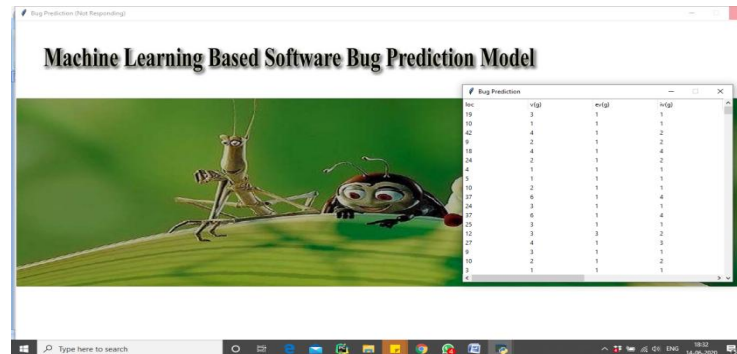 Bug Prediction (Not Responding)
Machine Learning Based Software Bug Prediction Model
Bug Prediction
loc v(g) ev(g) iv(g)
19 3 1 1
10 1 1 1
42 4 1 2
9 2 1 2
18 4 1 4
24 2 1 2
4 1 1 1
5 1 1 1
10 2 1 1
37 6 1 4
24 3 1 1
37 6 1 4
25 3 1 1
12 3 3 2
27 4 1 3
9 3 1 1
10 2 1 2
3 1 1 1
Type here to search
ENG
18:32
14-06-2020